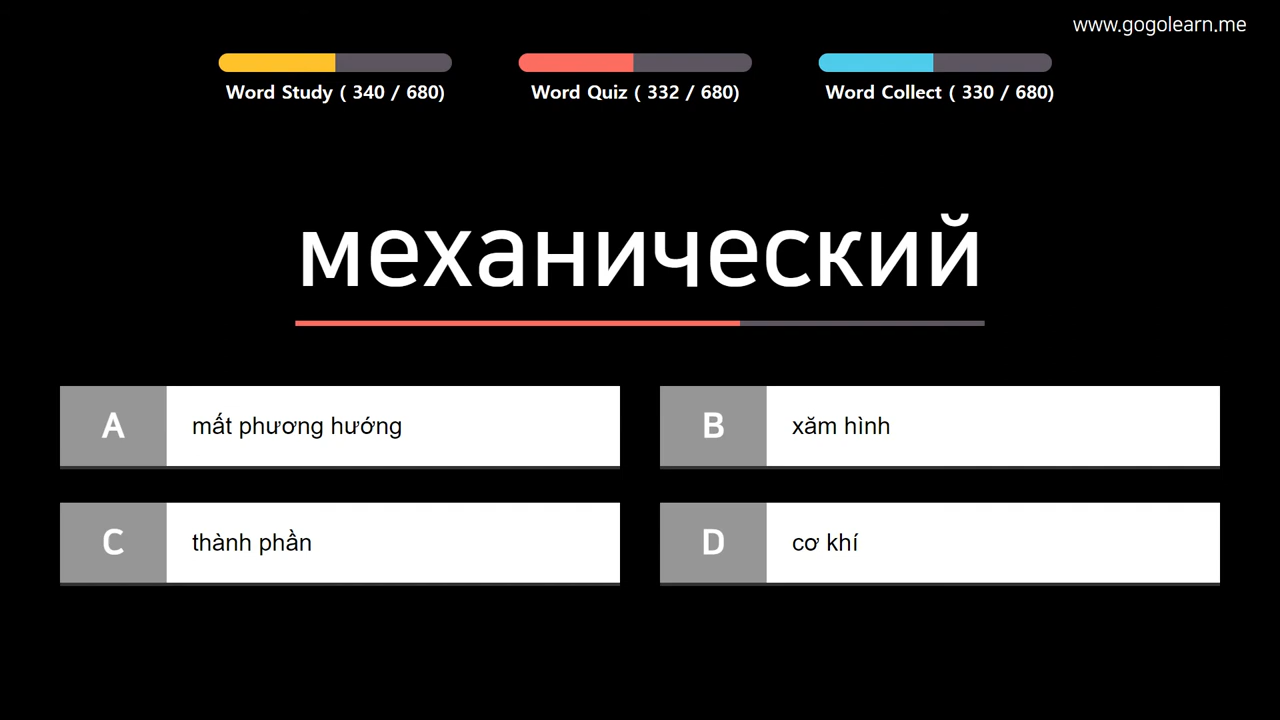 www.gogolearn.me
Word Study ( 340 / 680)
Word Quiz ( 332 / 680)
Word Collect ( 330 / 680)
механический
A
mất phương hướng
B
xăm hình
C
thành phần
D
cơ khí